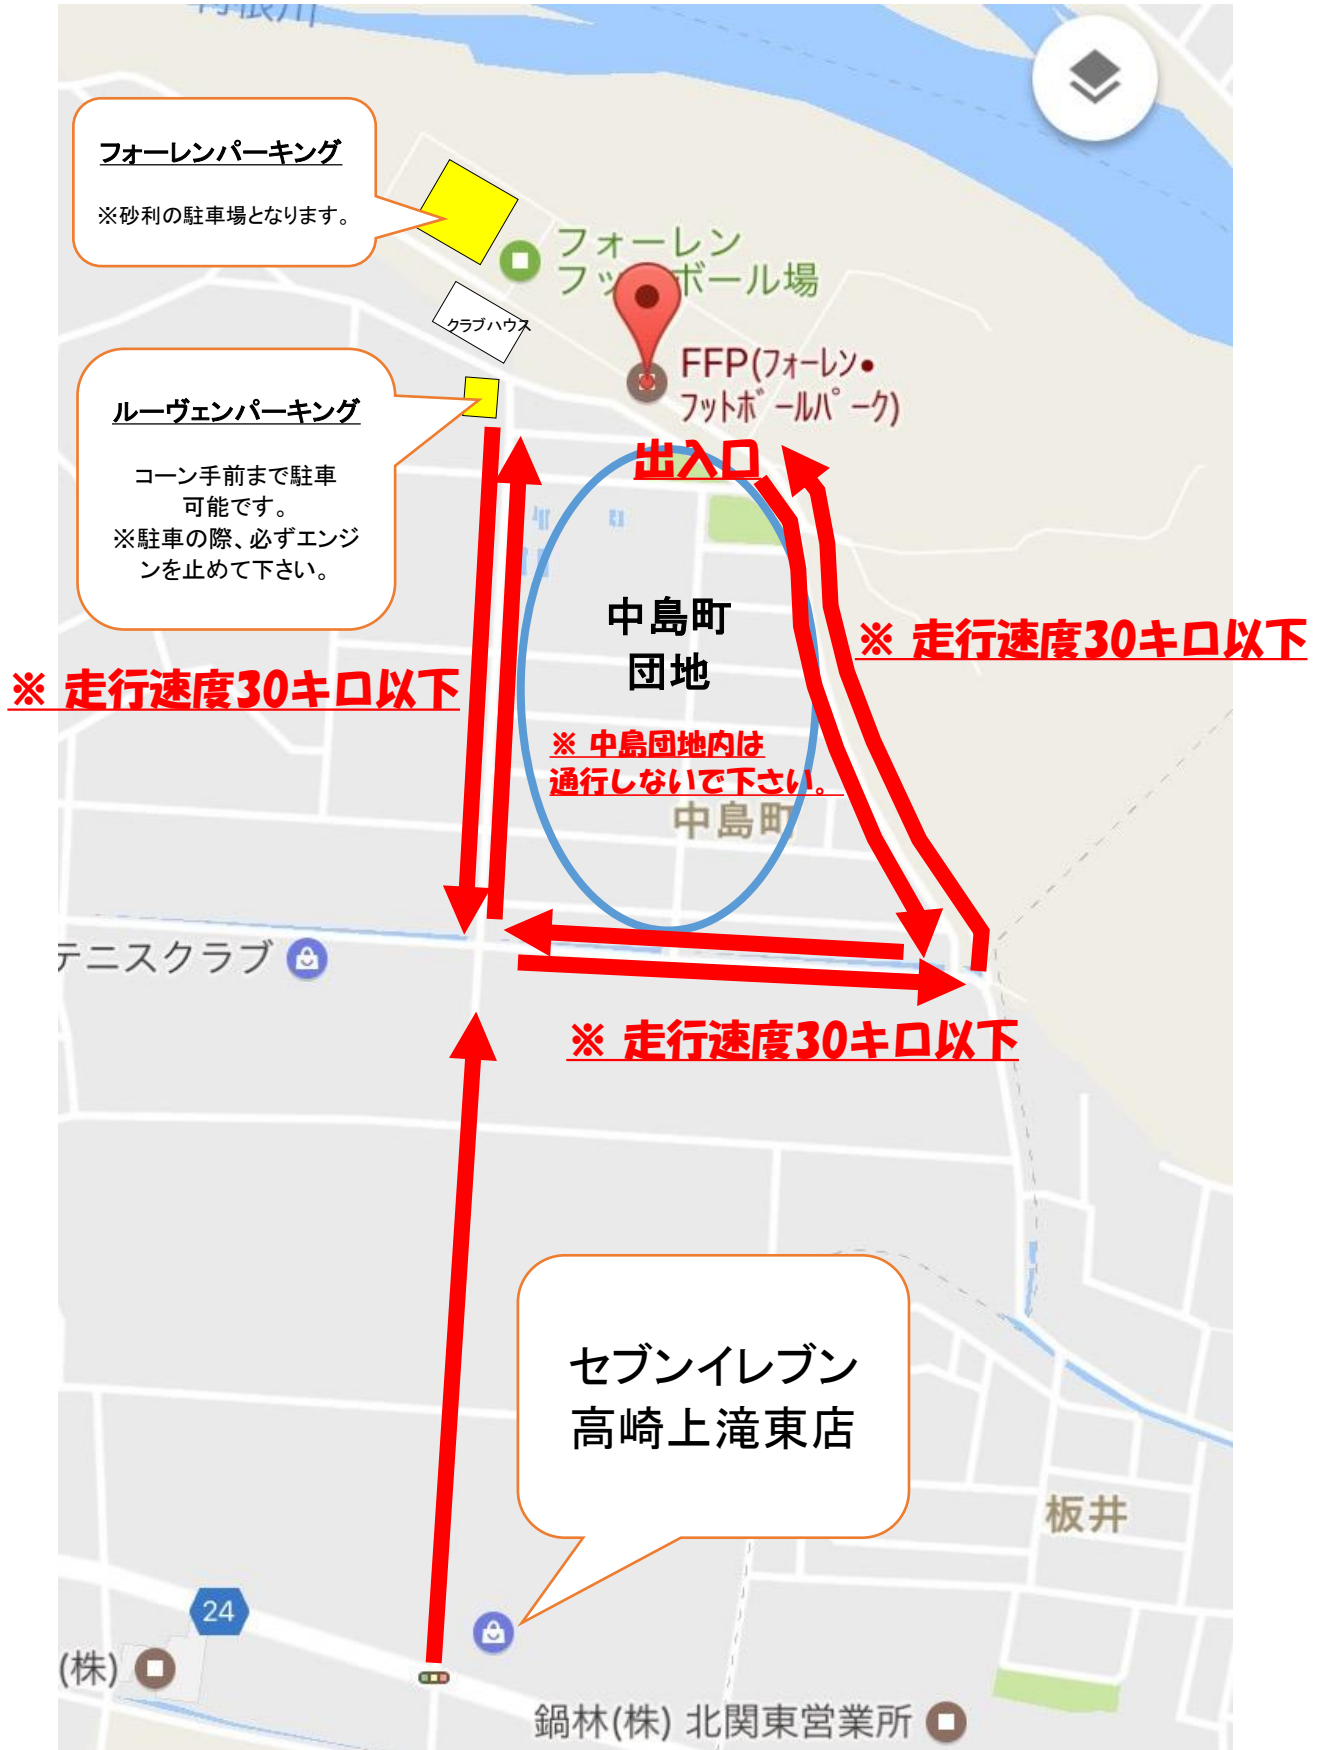 利根川
フォーレンパーキング
※砂利の駐車場となります。
フォーレン
フットボール場
クラブハウス
FFP(フォーレン・
フットボールパーク)
ルーヴェンパーキング
コーン手前まで駐車
可能です。
※駐車の際、必ずエンジ
ンを止めて下さい。
出入口
中島町
団地
※ 走行速度30キロ以下
※ 走行速度30キロ以下
※ 中島団地内は
通行しないで下さい。
中島町
テニスクラブ
※ 走行速度30キロ以下
セブンイレブン
高崎上滝東店
板井
24
(株)
鍋林(株) 北関東営業所